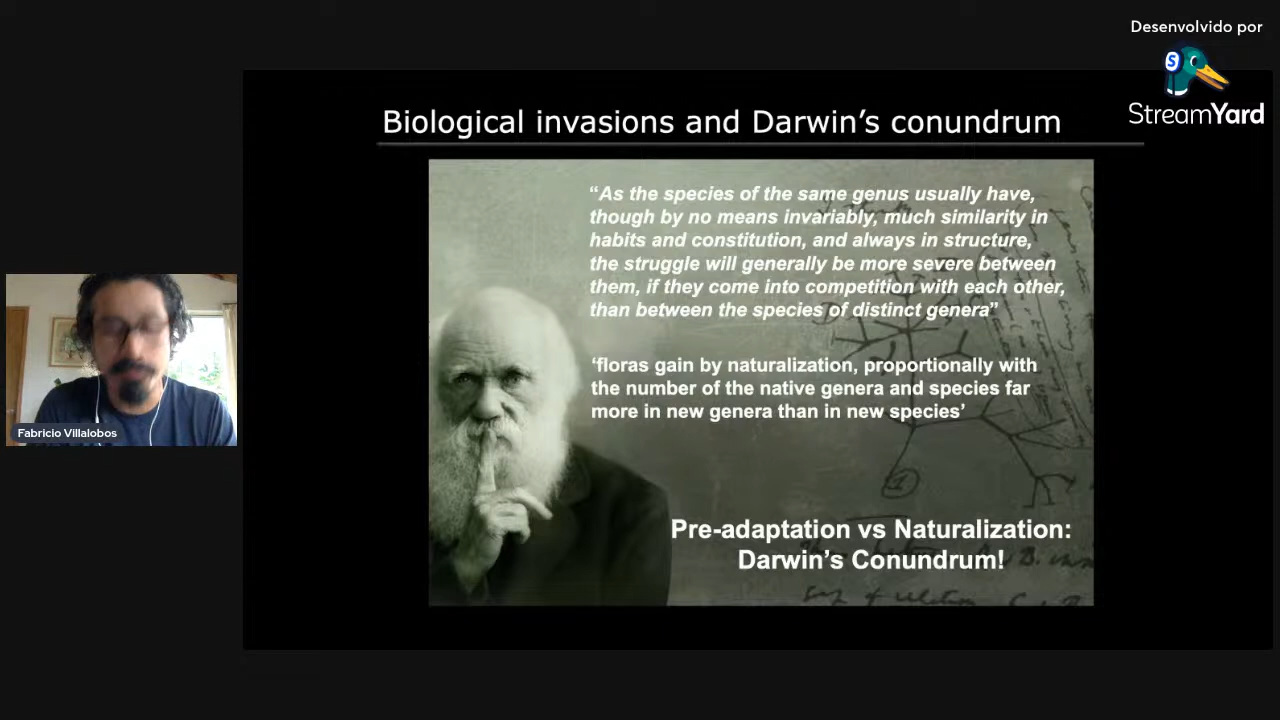 Desenvolvido por
StreamYard
Biological invasions and Darwin’s conundrum
“As the species of the same genus usually have,
though by no means invariably, much similarity in
habits and constitution, and always in structure,
the struggle will generally be more severe between
them, if they come into competition with each other,
than between the species of distinct genera”
‘floras gain by naturalization, proportionally with
the number of the native genera and species far
more in new genera than in new species’
Pre-adaptation vs Naturalization:
Darwin’s Conundrum!
Fabricio Villalobos